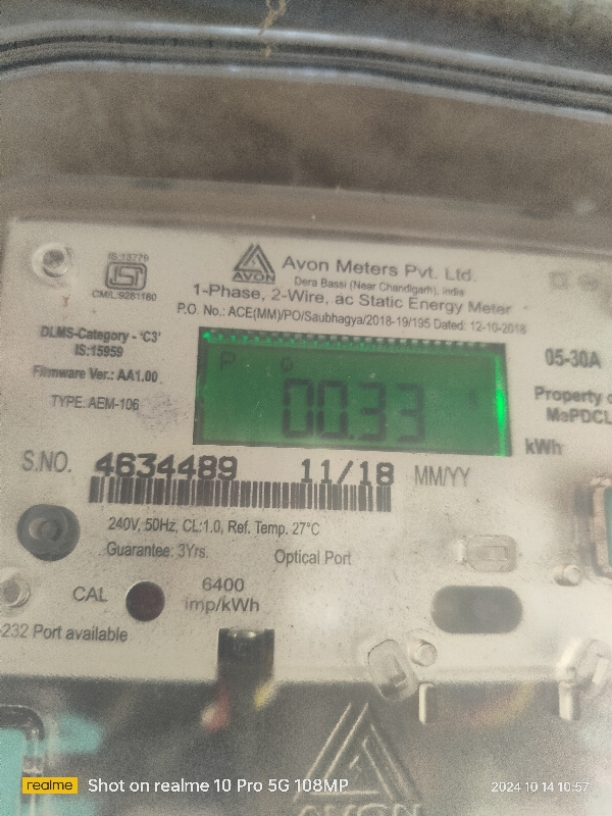 IS:13779
CM/L.9281180
AVON
Avon Meters Pvt. Ltd.
Dera Bassi (Near Chandigarh), India
1-Phase, 2-Wire, ac Static Energy Meter
P.O. No.: ACE(MM)/PO/Saubhagya/2018-19/195 Dated: 12-10-2018
DLMS-Category - 'C3'
IS:15959
Firmware Ver.: AA1.00
TYPE: AEM-106
P
00.33
05-30A
Property
MePDCL
kWh
S.NO. 4634489 11/18 MM/YY
240V, 50Hz, CL:1.0, Ref. Temp. 27°C
Guarantee: 3Yrs. Optical Port
CAL
6400
imp/kWh
-232 Port available
AVON
realme Shot on realme 10 Pro 5G 108MP
2024 10 14 10:57